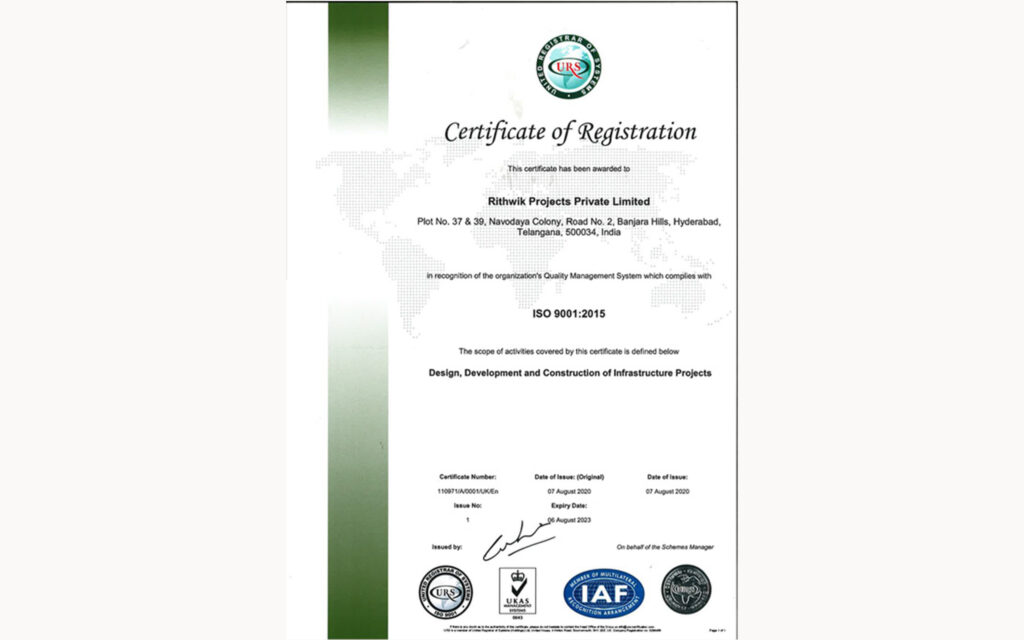 UNITED REGISTRAR OF SYSTEMS
URS
Certificate of Registration
This certificate has been awarded to
Rithwik Projects Private Limited
Plot No. 37 & 39, Navodaya Colony, Road No. 2, Banjara Hills, Hyderabad,
Telangana, 500034, India
in recognition of the organization's Quality Management System which complies with
ISO 9001:2015
The scope of activities covered by this certificate is defined below
Design, Development and Construction of Infrastructure Projects
Certificate Number: Date of Issue: (Original) Date of Issue:
110971/A/0001/UK/En 07 August 2020 07 August 2020
Issue No: Expiry Date:
1 06 August 2023
Issued by: On behalf of the Schemes Manager
UNITED REGISTRAR OF SYSTEMS
URS
ISO 9001
UKAS
MANAGEMENT
SYSTEMS
0043
MEMBER OF MULTILATERAL
IAF
RECOGNITION ARRANGEMENT
URS
Page 1 of 1